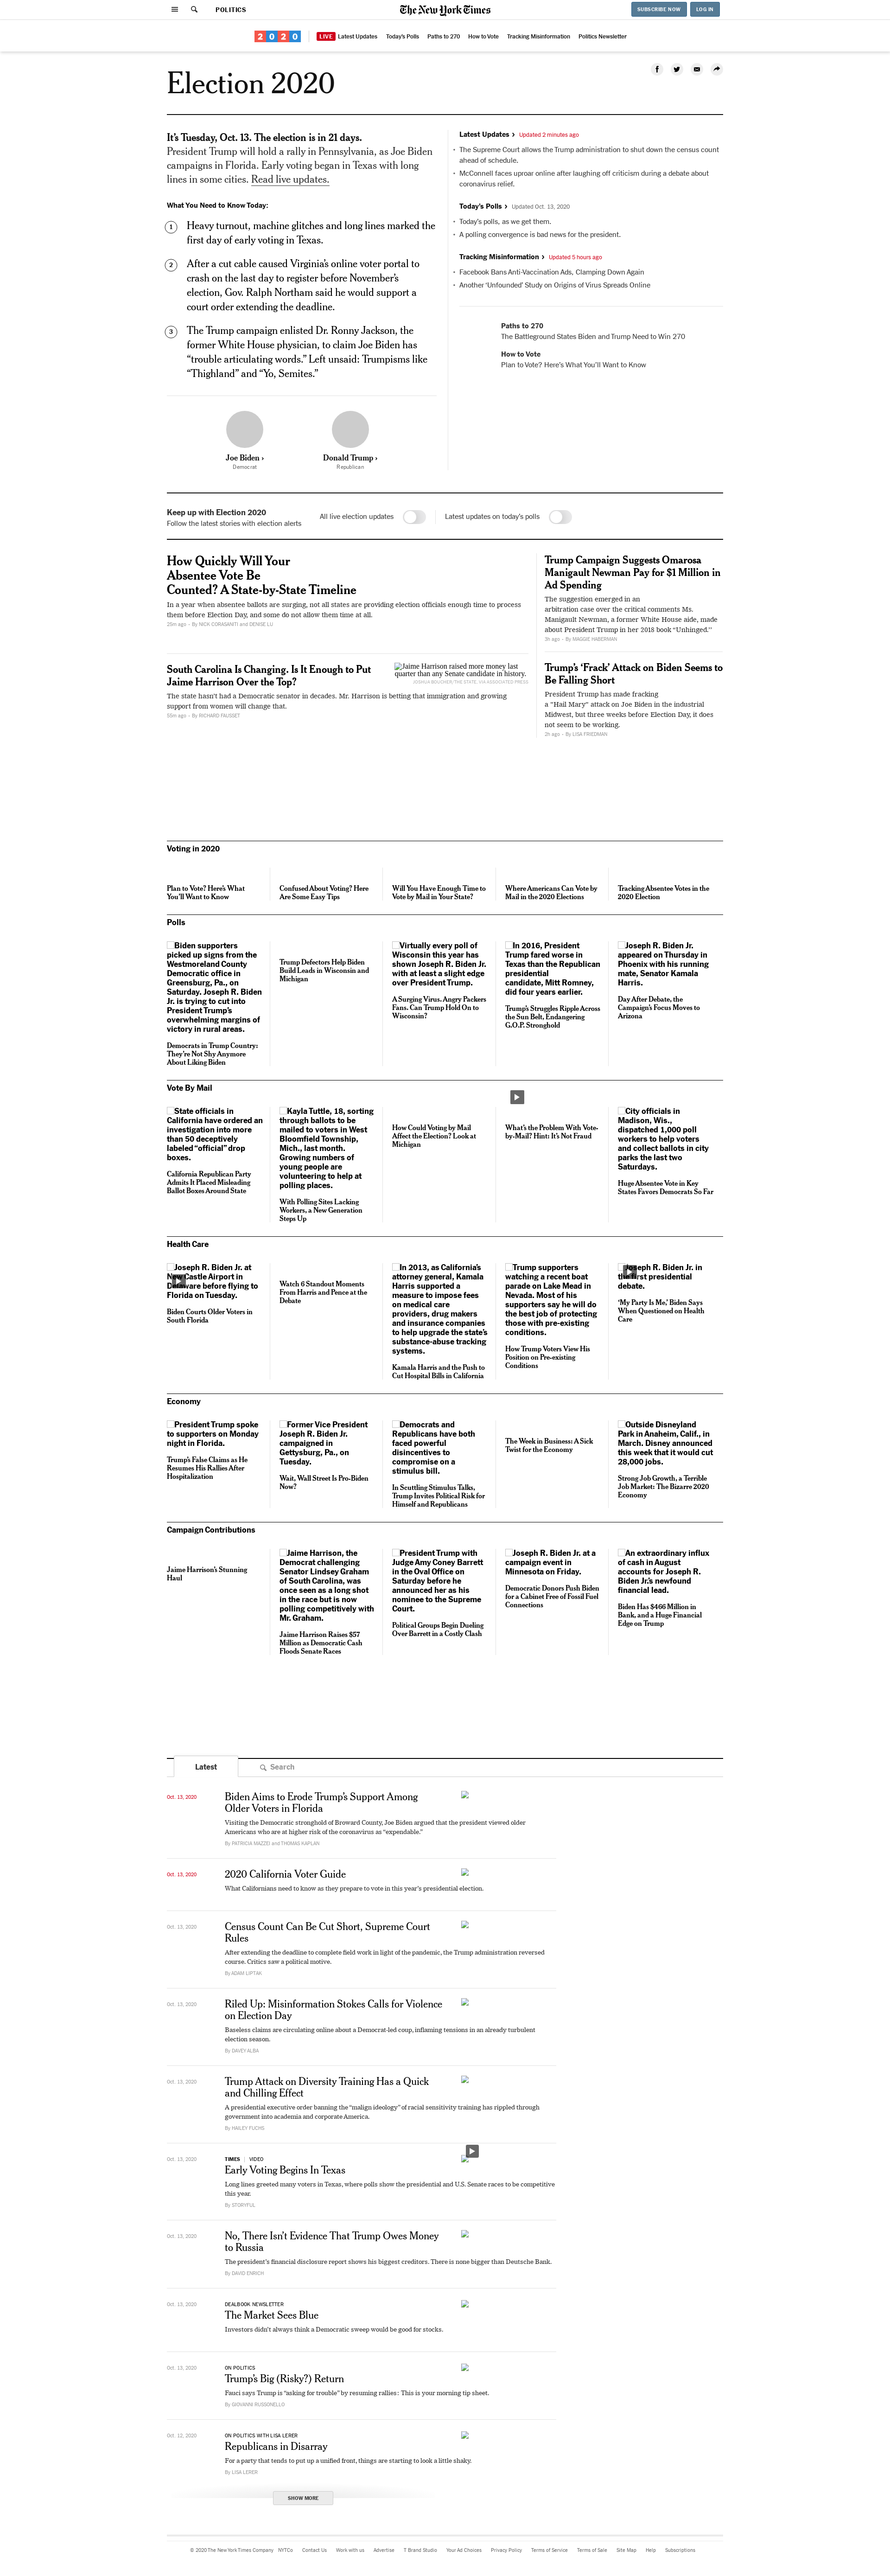 POLITICS
The New York Times
SUBSCRIBE NOW
LOG IN
2020
LIVE Latest Updates
Today's Polls
Paths to 270
How to Vote
Tracking Misinformation
Politics Newsletter
Election 2020
It's Tuesday, Oct. 13. The election is in 21 days.
President Trump will hold a rally in Pennsylvania, as Joe Biden
campaigns in Florida. Early voting began in Texas with long
lines in some cities. Read live updates.
What You Need to Know Today:
1
Heavy turnout, machine glitches and long lines marked the
first day of early voting in Texas.
2
After a cut cable caused Virginia's online voter portal to
crash on the last day to register before November's
election, Gov. Ralph Northam said he would support a
court order extending the deadline.
3
The Trump campaign enlisted Dr. Ronny Jackson, the
former White House physician, to claim Joe Biden has
“trouble articulating words.” Left unsaid: Trumpisms like
“Thighland” and “Yo, Semites.”
Joe Biden ›
Democrat
Donald Trump ›
Republican
Latest Updates › Updated 2 minutes ago
• The Supreme Court allows the Trump administration to shut down the census count
ahead of schedule.
• McConnell faces uproar online after laughing off criticism during a debate about
coronavirus relief.
Today's Polls › Updated Oct. 13, 2020
• Today's polls, as we get them.
• A polling convergence is bad news for the president.
Tracking Misinformation › Updated 5 hours ago
• Facebook Bans Anti-Vaccination Ads, Clamping Down Again
• Another ‘Unfounded’ Study on Origins of Virus Spreads Online
Paths to 270
The Battleground States Biden and Trump Need to Win 270
How to Vote
Plan to Vote? Here's What You'll Want to Know
Keep up with Election 2020
Follow the latest stories with election alerts
All live election updates
Latest updates on today's polls
How Quickly Will Your
Absentee Vote Be
Counted? A State-by-State Timeline
In a year when absentee ballots are surging, not all states are providing election officials enough time to process
them before Election Day, and some do not allow them time at all.
25m ago - By NICK CORASANITI and DENISE LU
South Carolina Is Changing. Is It Enough to Put
Jaime Harrison Over the Top?
Jaime Harrison raised more money last
quarter than any Senate candidate in history.
JOSHUA BOUCHER/THE STATE, VIA ASSOCIATED PRESS
The state hasn't had a Democratic senator in decades. Mr. Harrison is betting that immigration and growing
support from women will change that.
55m ago - By RICHARD FAUSSET
Trump Campaign Suggests Omarosa
Manigault Newman Pay for $1 Million in
Ad Spending
The suggestion emerged in an
arbitration case over the critical comments Ms.
Manigault Newman, a former White House aide, made
about President Trump in her 2018 book “Unhinged.”
3h ago - By MAGGIE HABERMAN
Trump's ‘Frack’ Attack on Biden Seems to
Be Falling Short
President Trump has made fracking
a “Hail Mary” attack on Joe Biden in the industrial
Midwest, but three weeks before Election Day, it does
not seem to be working.
2h ago - By LISA FRIEDMAN
Voting in 2020
Plan to Vote? Here's What
You'll Want to Know
Confused About Voting? Here
Are Some Easy Tips
Will You Have Enough Time to
Vote by Mail in Your State?
Where Americans Can Vote by
Mail in the 2020 Elections
Tracking Absentee Votes in the
2020 Election
Polls
Biden supporters
picked up signs from the
Westmoreland County
Democratic office in
Greensburg, Pa., on
Saturday. Joseph R. Biden
Jr. is trying to cut into
President Trump's
overwhelming margins of
victory in rural areas.
Democrats in Trump Country:
They're Not Shy Anymore
About Liking Biden
Trump Defectors Help Biden
Build Leads in Wisconsin and
Michigan
Virtually every poll of
Wisconsin this year has
shown Joseph R. Biden Jr.
with at least a slight edge
over President Trump.
A Surging Virus. Angry Packers
Fans. Can Trump Hold On to
Wisconsin?
In 2016, President
Trump fared worse in
Texas than the Republican
presidential
candidate, Mitt Romney,
did four years earlier.
Trump's Struggles Ripple Across
the Sun Belt, Endangering
G.O.P. Stronghold
Joseph R. Biden Jr.
appeared on Thursday in
Phoenix with his running
mate, Senator Kamala
Harris.
Day After Debate, the
Campaign's Focus Moves to
Arizona
Vote By Mail
State officials in
California have ordered an
investigation into more
than 50 deceptively
labeled “official” drop
boxes.
California Republican Party
Admits It Placed Misleading
Ballot Boxes Around State
Kayla Tuttle, 18, sorting
through ballots to be
mailed to voters in West
Bloomfield Township,
Mich., last month.
Growing numbers of
young people are
volunteering to help at
polling places.
With Polling Sites Lacking
Workers, a New Generation
Steps Up
How Could Voting by Mail
Affect the Election? Look at
Michigan
What's the Problem With Vote-
by-Mail? Hint: It's Not Fraud
City officials in
Madison, Wis.,
dispatched 1,000 poll
workers to help voters
and collect ballots in city
parks the last two
Saturdays.
Huge Absentee Vote in Key
States Favors Democrats So Far
Health Care
Joseph R. Biden Jr. at
New Castle Airport in
Delaware before flying to
Florida on Tuesday.
Biden Courts Older Voters in
South Florida
Watch 6 Standout Moments
From Harris and Pence at the
Debate
In 2013, as California's
attorney general, Kamala
Harris supported a
measure to impose fees
on medical care
providers, drug makers
and insurance companies
to help upgrade the state's
substance-abuse tracking
systems.
Kamala Harris and the Push to
Cut Hospital Bills in California
Trump supporters
watching a recent boat
parade on Lake Mead in
Nevada. Most of his
supporters say he will do
the best job of protecting
those with pre-existing
conditions.
How Trump Voters View His
Position on Pre-existing
Conditions
Joseph R. Biden Jr. in
the first presidential
debate.
‘My Party Is Me,’ Biden Says
When Questioned on Health
Care
Economy
President Trump spoke
to supporters on Monday
night in Florida.
Trump's False Claims as He
Resumes His Rallies After
Hospitalization
Former Vice President
Joseph R. Biden Jr.
campaigned in
Gettysburg, Pa., on
Tuesday.
Wait, Wall Street Is Pro-Biden
Now?
Democrats and
Republicans have both
faced powerful
disincentives to
compromise on a
stimulus bill.
In Scuttling Stimulus Talks,
Trump Invites Political Risk for
Himself and Republicans
The Week in Business: A Sick
Twist for the Economy
Outside Disneyland
Park in Anaheim, Calif., in
March. Disney announced
this week that it would cut
28,000 jobs.
Strong Job Growth, a Terrible
Job Market: The Bizarre 2020
Economy
Campaign Contributions
Jaime Harrison's Stunning
Haul
Jaime Harrison, the
Democrat challenging
Senator Lindsey Graham
of South Carolina, was
once seen as a long shot
in the race but is now
polling competitively with
Mr. Graham.
Jaime Harrison Raises $57
Million as Democratic Cash
Floods Senate Races
President Trump with
Judge Amy Coney Barrett
in the Oval Office on
Saturday before he
announced her as his
nominee to the Supreme
Court.
Political Groups Begin Dueling
Over Barrett in a Costly Clash
Joseph R. Biden Jr. at a
campaign event in
Minnesota on Friday.
Democratic Donors Push Biden
for a Cabinet Free of Fossil Fuel
Connections
An extraordinary influx
of cash in August
accounts for Joseph R.
Biden Jr.'s newfound
financial lead.
Biden Has $466 Million in
Bank, and a Huge Financial
Edge on Trump
Latest
Search
Oct. 13, 2020
Biden Aims to Erode Trump's Support Among
Older Voters in Florida
Visiting the Democratic stronghold of Broward County, Joe Biden argued that the president viewed older
Americans who are at higher risk of the coronavirus as “expendable.”
By PATRICIA MAZZEI and THOMAS KAPLAN
Oct. 13, 2020
2020 California Voter Guide
What Californians need to know as they prepare to vote in this year's presidential election.
Oct. 13, 2020
Census Count Can Be Cut Short, Supreme Court
Rules
After extending the deadline to complete field work in light of the pandemic, the Trump administration reversed
course. Critics saw a political motive.
By ADAM LIPTAK
Oct. 13, 2020
Riled Up: Misinformation Stokes Calls for Violence
on Election Day
Baseless claims are circulating online about a Democrat-led coup, inflaming tensions in an already turbulent
election season.
By DAVEY ALBA
Oct. 13, 2020
Trump Attack on Diversity Training Has a Quick
and Chilling Effect
A presidential executive order banning the “malign ideology” of racial sensitivity training has rippled through
government into academia and corporate America.
By HAILEY FUCHS
Oct. 13, 2020
TIMES VIDEO
Early Voting Begins In Texas
Long lines greeted many voters in Texas, where polls show the presidential and U.S. Senate races to be competitive
this year.
By STORYFUL
Oct. 13, 2020
No, There Isn't Evidence That Trump Owes Money
to Russia
The president's financial disclosure report shows his biggest creditors. There is none bigger than Deutsche Bank.
By DAVID ENRICH
Oct. 13, 2020
DEALBOOK NEWSLETTER
The Market Sees Blue
Investors didn't always think a Democratic sweep would be good for stocks.
Oct. 13, 2020
ON POLITICS
Trump's Big (Risky?) Return
Fauci says Trump is “asking for trouble” by resuming rallies: This is your morning tip sheet.
By GIOVANNI RUSSONELLO
Oct. 12, 2020
ON POLITICS WITH LISA LERER
Republicans in Disarray
For a party that tends to put up a unified front, things are starting to look a little shaky.
By LISA LERER
SHOW MORE
© 2020 The New York Times Company NYTCo Contact Us Work with us Advertise T Brand Studio Your Ad Choices Privacy Policy Terms of Service Terms of Sale Site Map Help Subscriptions